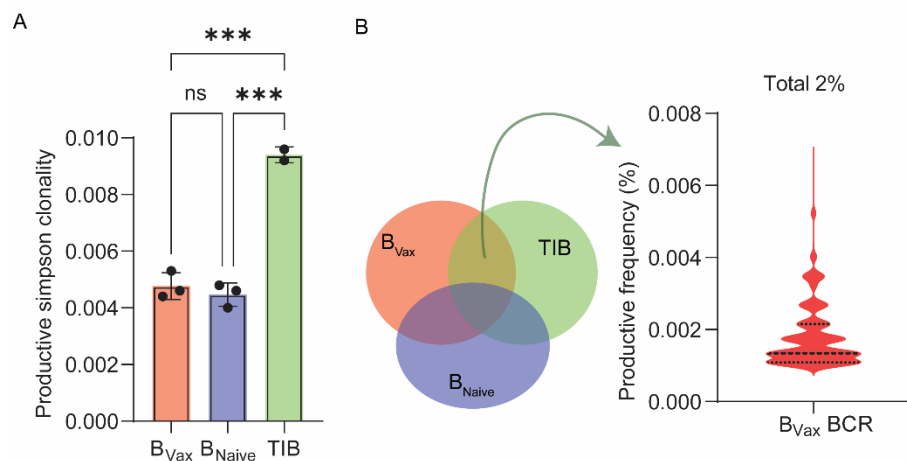 A
***
ns
***
Productive simpson clonality
0.010
0.008
0.006
0.004
0.002
0.000
BVax
BNaive
TIB
B
BVax
TIB
BNaive
Total 2%
Productive frequency (%)
0.008
0.006
0.004
0.002
0.000
BVax BCR